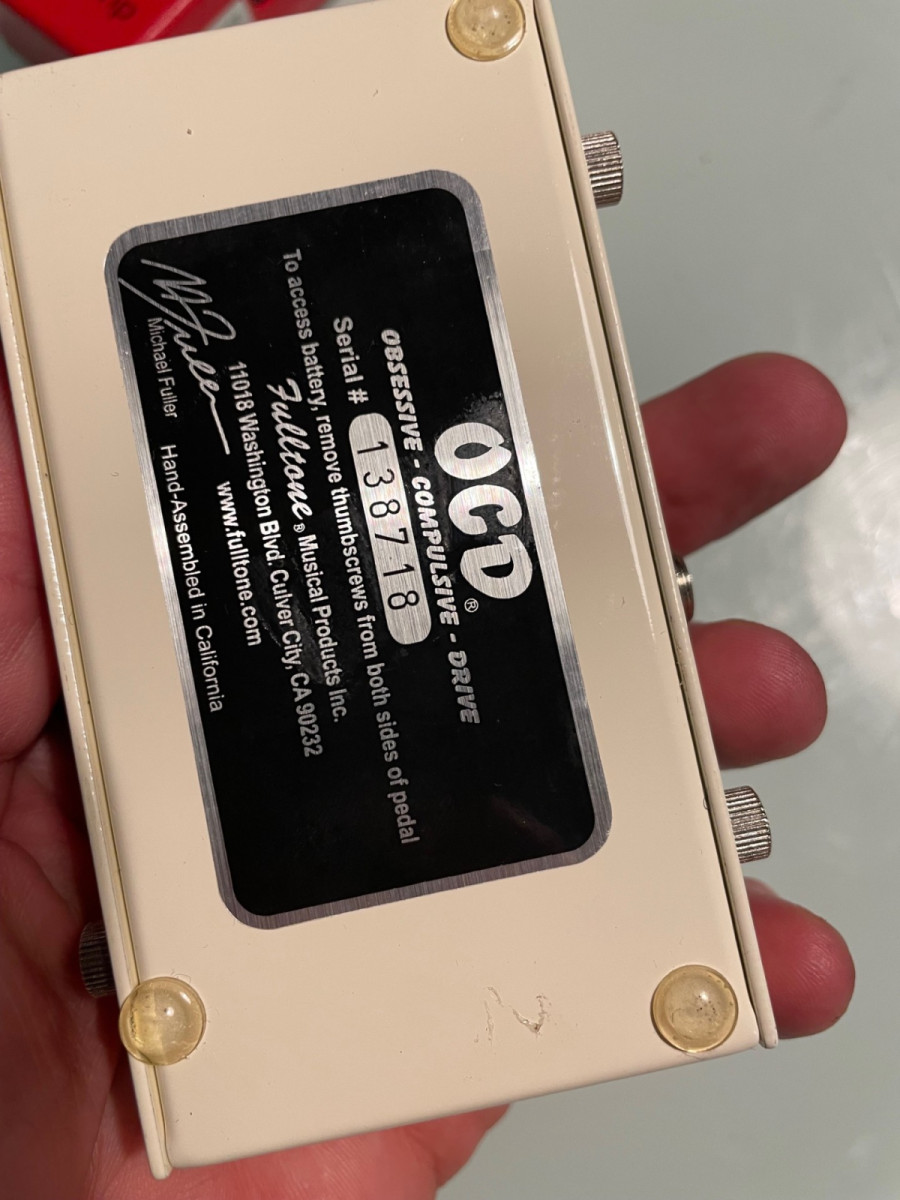 OCD®
OBSESSIVE - COMPULSIVE - DRIVE
Serial # 138718
To access battery, remove thumbscrews from both sides of pedal
Fulltone® Musical Products Inc.
11018 Washington Blvd. Culver City, CA 90232
www.fulltone.com
M Fuller
Michael Fuller Hand-Assembled in California